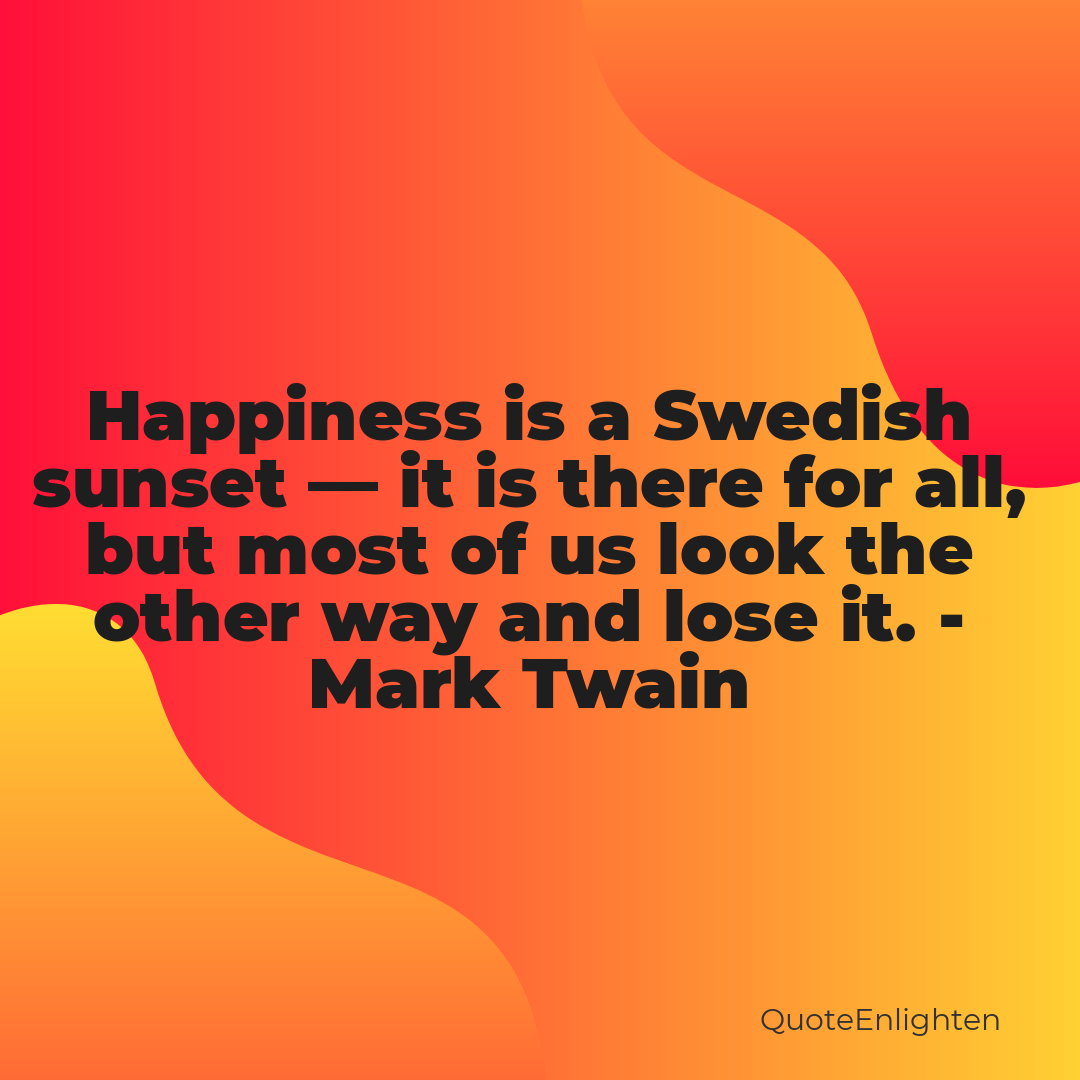 Happiness is a Swedish
sunset — it is there for all,
but most of us look the
other way and lose it. -
Mark Twain
QuoteEnlighten